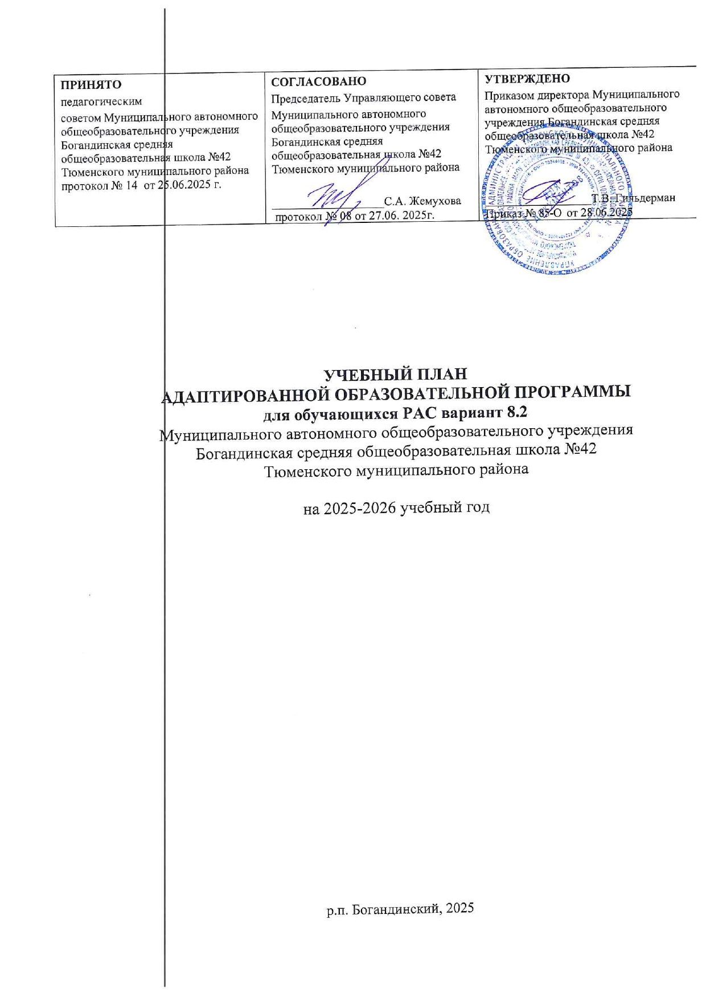 ПРИНЯТО
педагогическим
советом Муниципального автономного
общеобразовательного учреждения
Богандинская средняя
общеобразовательная школа №42
Тюменского муниципального района
протокол № 14 от 25.06.2025 г.
СОГЛАСОВАНО
Председатель Управляющего совета
Муниципального автономного
общеобразовательного учреждения
Богандинская средняя
общеобразовательная школа №42
Тюменского муниципального района
С.А. Жемухова
протокол № 08 от 27.06. 2025г.
УТВЕРЖДЕНО
Приказом директора Муниципального
автономного общеобразовательного
учреждения Богандинская средняя
общеобразовательная школа №42
Тюменского муниципального района
Т.В. Гильдерман
Приказ № 85-О от 28.06.2025
ДЛЯ
ДОКУМЕНТОВ
УЧЕБНЫЙ ПЛАН
АДАПТИРОВАННОЙ ОБРАЗОВАТЕЛЬНОЙ ПРОГРАММЫ
для обучающихся РАС вариант 8.2
Муниципального автономного общеобразовательного учреждения
Богандинская средняя общеобразовательная школа №42
Тюменского муниципального района
на 2025-2026 учебный год
р.п. Богандинский, 2025